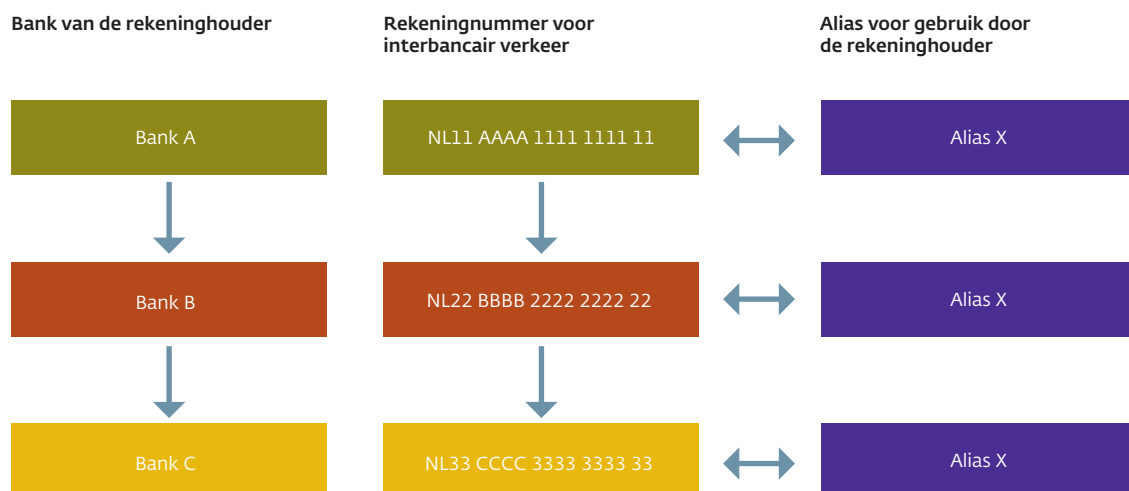 Bank van de rekeninghouder
Rekeningnummer voor
interbancair verkeer
Alias voor gebruik door
de rekeninghouder
Bank A
NL11 AAAA 1111 1111 11
Alias X
Bank B
NL22 BBBB 2222 2222 22
Alias X
Bank C
NL33 CCCC 3333 3333 33
Alias X